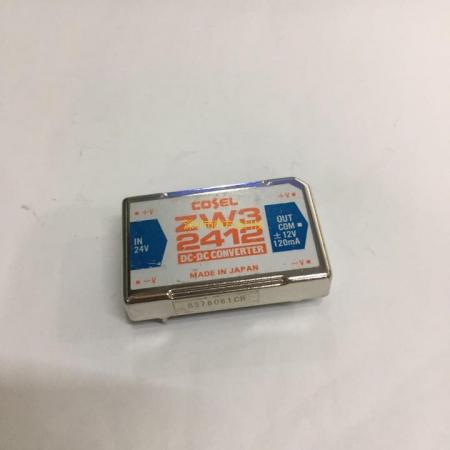 COSEL
+V
+V
ZW3
2412
IN
24V
OUT
COM
±12V
120mA
DC-DC CONVERTER
-V
-V
MADE IN JAPAN